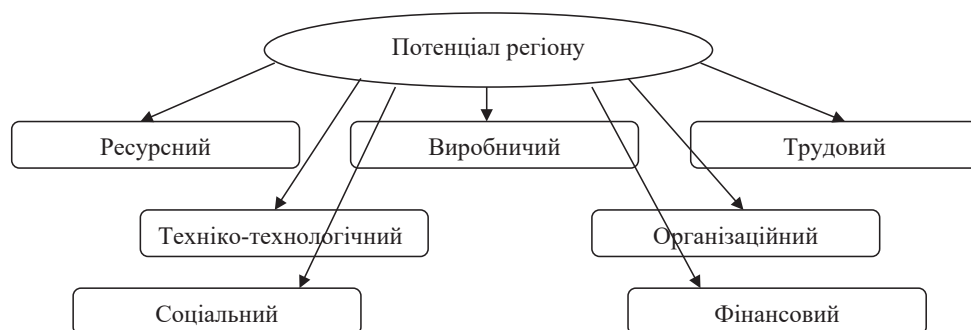 Потенціал регіону
Ресурсний
Виробничий
Трудовий
Техніко-технологічний
Організаційний
Соціальний
Фінансовий